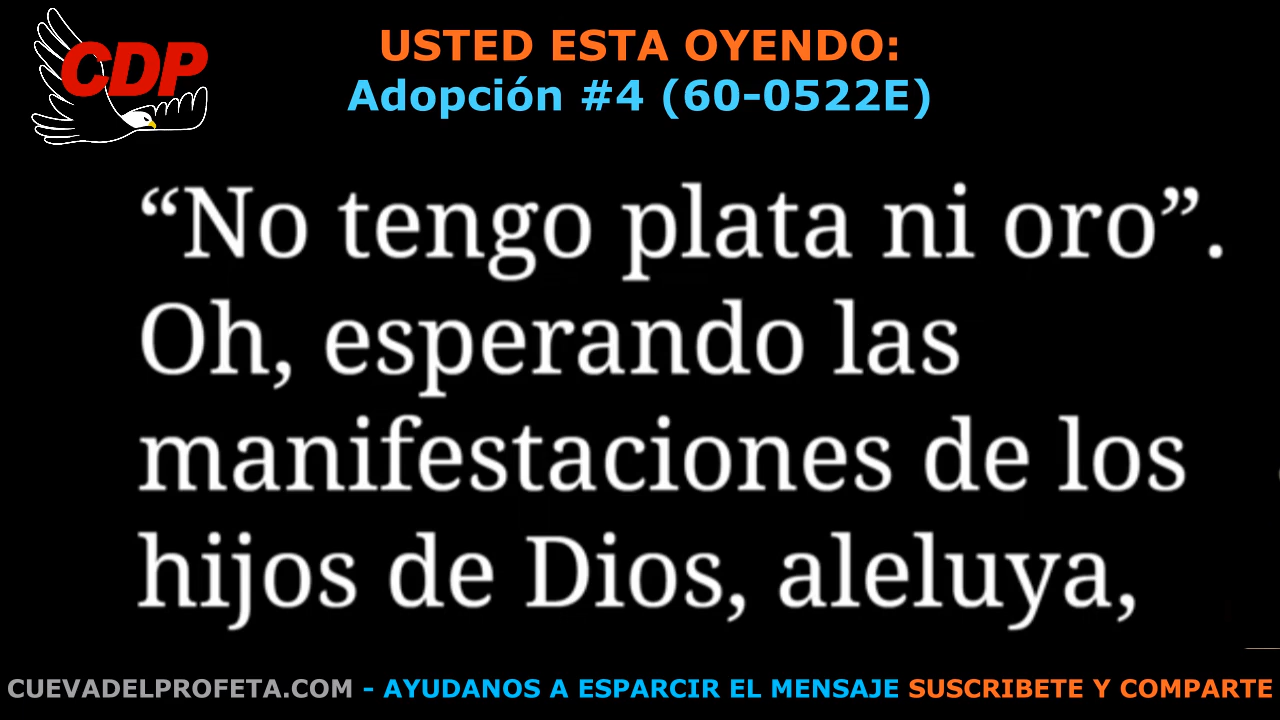 CDP
USTED ESTA OYENDO:
Adopción #4 (60-0522E)
“No tengo plata ni oro”.
Oh, esperando las
manifestaciones de los
hijos de Dios, aleluya,
CUEVADELPROFETA.COM - AYUDANOS A ESPARCIR EL MENSAJE SUSCRIBETE Y COMPARTE